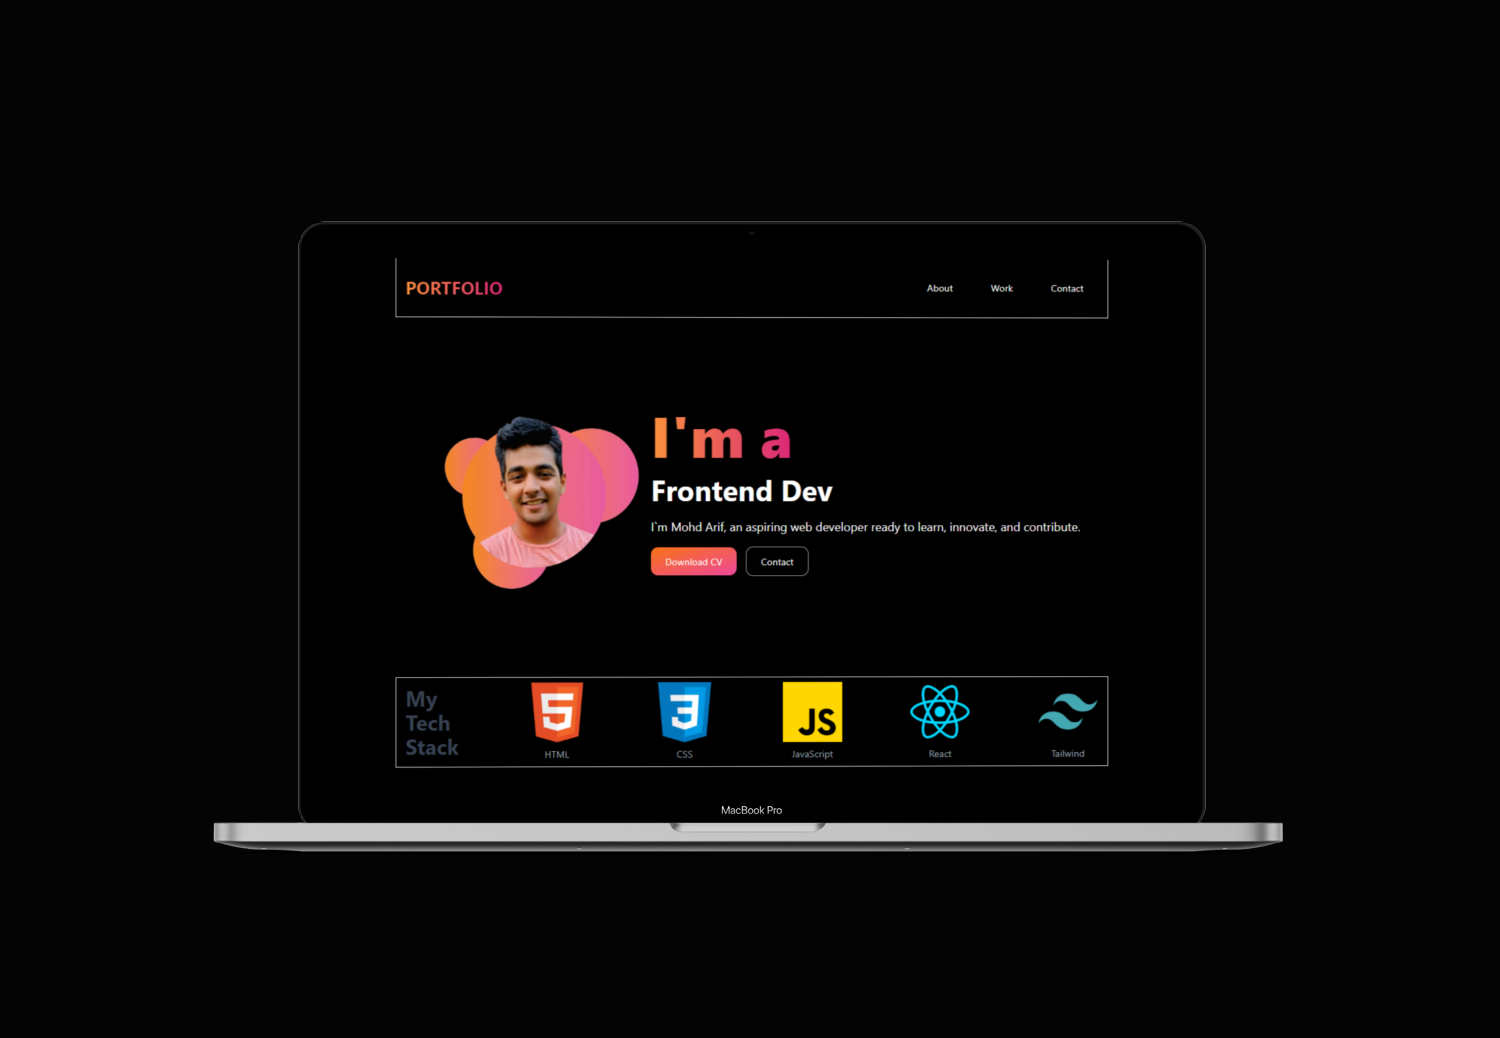 PORTFOLIO
About
Work
Contact
I'm a
Frontend Dev
I`m Mohd Arif, an aspiring web developer ready to learn, innovate, and contribute.
Download CV
Contact
My
Tech
Stack
5
HTML
3
CSS
JS
JavaScript
React
Tailwind
MacBook Pro